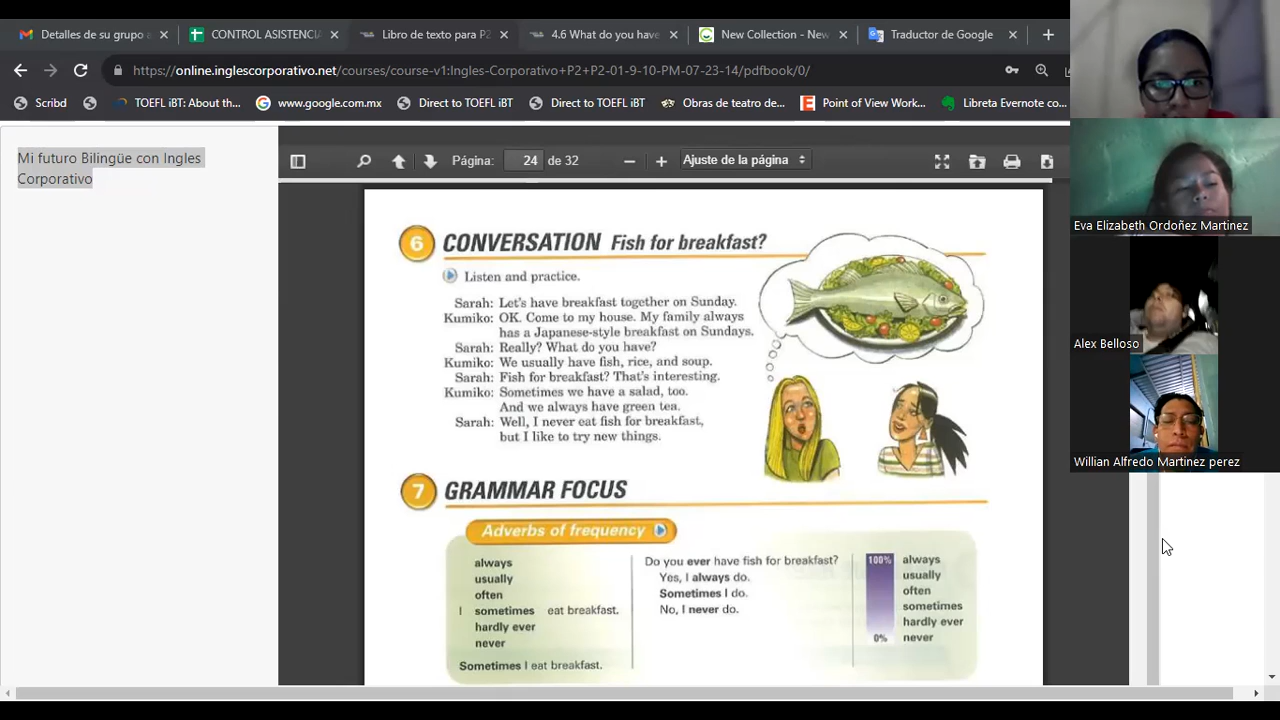 Detalles de su grupo a
CONTROL ASISTENCIA
Libro de texto para P2
4.6 What do you have
New Collection - New
Traductor de Google
https://online.inglescorporativo.net/courses/course-v1:Ingles-Corporativo+P2+P2-01-9-10-PM-07-23-14/pdfbook/0/
Scribd
TOEFL iBT: About th...
www.google.com.mx
Direct to TOEFL iBT
Direct to TOEFL iBT
Obras de teatro de...
Point of View Work...
Libreta Evernote co...
Mi futuro Bilingüe con Ingles
Corporativo
Página: 24 de 32
Ajuste de la página
6 CONVERSATION Fish for breakfast?
Listen and practice.
Sarah: Let's have breakfast together on Sunday.
Kumiko: OK. Come to my house. My family always
has a Japanese-style breakfast on Sundays.
Sarah: Really? What do you have?
Kumiko: We usually have fish, rice, and soup.
Sarah: Fish for breakfast? That's interesting.
Kumiko: Sometimes we have a salad, too.
And we always have green tea.
Sarah: Well, I never eat fish for breakfast,
but I like to try new things.
7 GRAMMAR FOCUS
Adverbs of frequency
always
usually
often
I sometimes eat breakfast.
hardly ever
never
Sometimes I eat breakfast.
Do you ever have fish for breakfast?
Yes, I always do.
Sometimes I do.
No, I never do.
100% always
usually
often
sometimes
hardly ever
0% never
Eva Elizabeth Ordoñez Martinez
Alex Belloso
Willian Alfredo Martinez perez